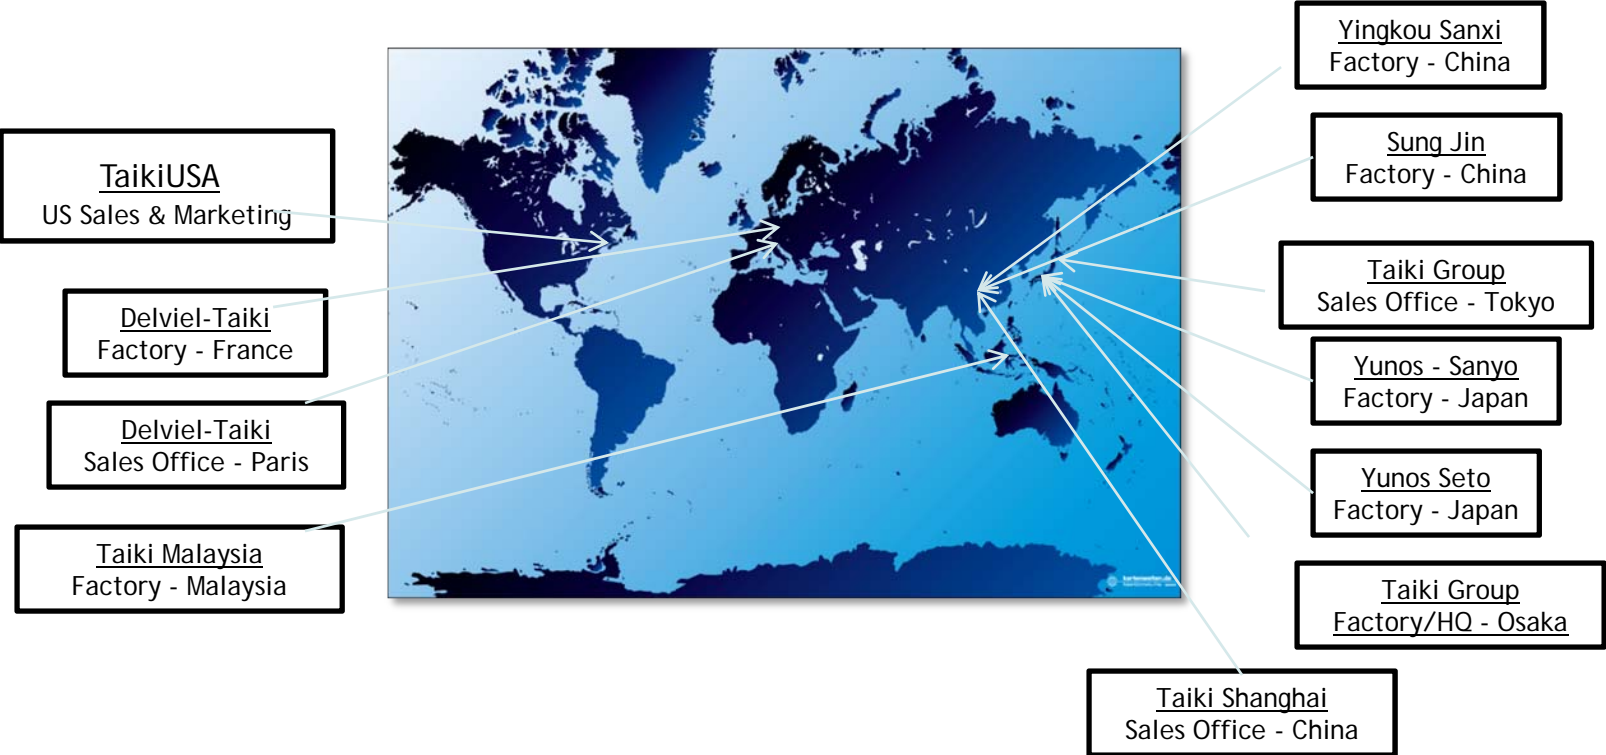 TaikiUSA
US Sales & Marketing
Delviel-Taiki
Factory - France
Delviel-Taiki
Sales Office - Paris
Taiki Malaysia
Factory - Malaysia
Yingkou Sanxi
Factory - China
Sung Jin
Factory - China
Taiki Group
Sales Office - Tokyo
Yunos - Sanyo
Factory - Japan
Yunos Seto
Factory - Japan
Taiki Group
Factory/HQ - Osaka
Taiki Shanghai
Sales Office - China
kartenwelten.de